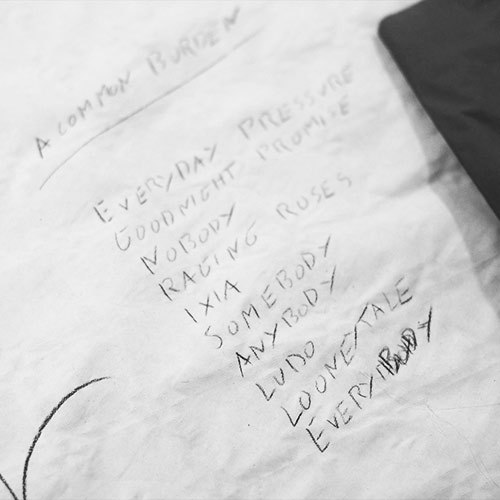 A COMMON BURDEN
EVERYDAY PRESSURE
GOODNIGHT PROMISE
NOBODY
RAGING ROSES
IXIA
SOMEBODY
ANYBODY
LUDO
LOONEYTALE
EVERYBODY